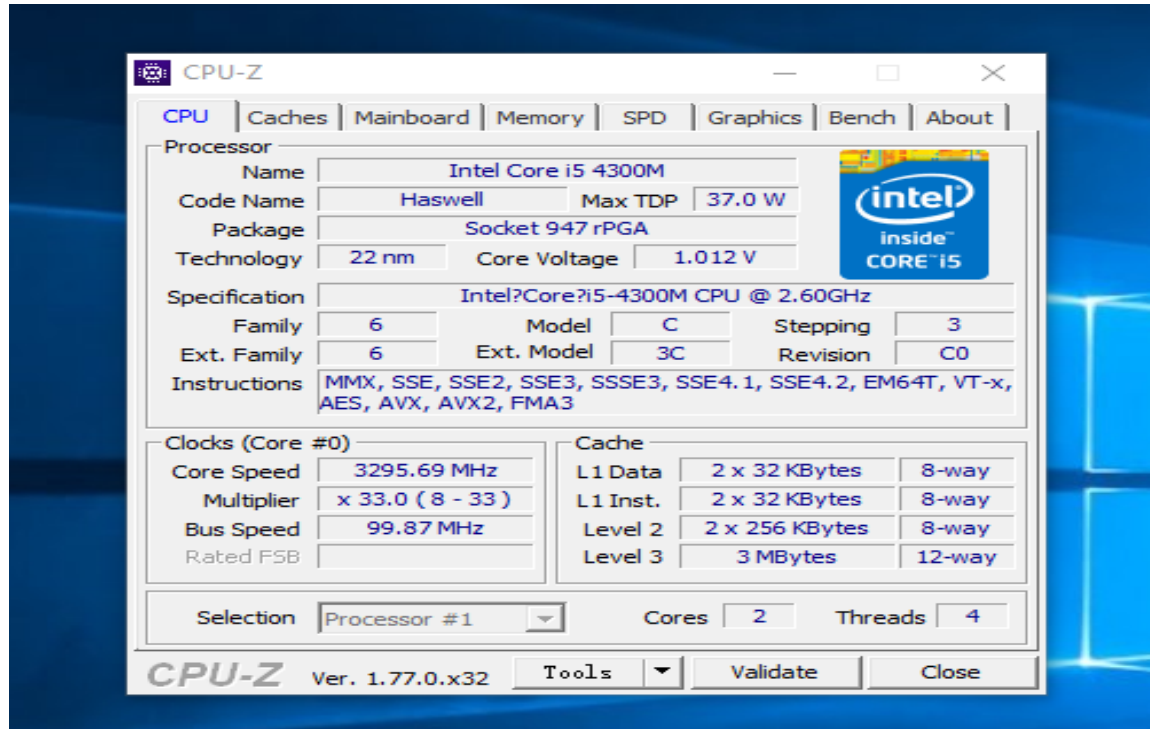 CPU-Z
CPU Caches Mainboard Memory SPD Graphics Bench About
Processor
Name Intel Core i5 4300M
Code Name Haswell Max TDP 37.0 W
Package Socket 947 rPGA
Technology 22 nm Core Voltage 1.012 V
intel inside™ CORE™ i5
Specification Intel?Core?i5-4300M CPU @ 2.60GHz
Family 6 Model C Stepping 3
Ext. Family 6 Ext. Model 3C Revision C0
Instructions MMX, SSE, SSE2, SSE3, SSSE3, SSE4.1, SSE4.2, EM64T, VT-x,
AES, AVX, AVX2, FMA3
Clocks (Core #0) Cache
Core Speed 3295.69 MHz L1 Data 2 x 32 KBytes 8-way
Multiplier x 33.0 ( 8 - 33 ) L1 Inst. 2 x 32 KBytes 8-way
Bus Speed 99.87 MHz Level 2 2 x 256 KBytes 8-way
Rated FSB Level 3 3 MBytes 12-way
Selection Processor #1 Cores 2 Threads 4
CPU-Z Ver. 1.77.0.x32 Tools Validate Close